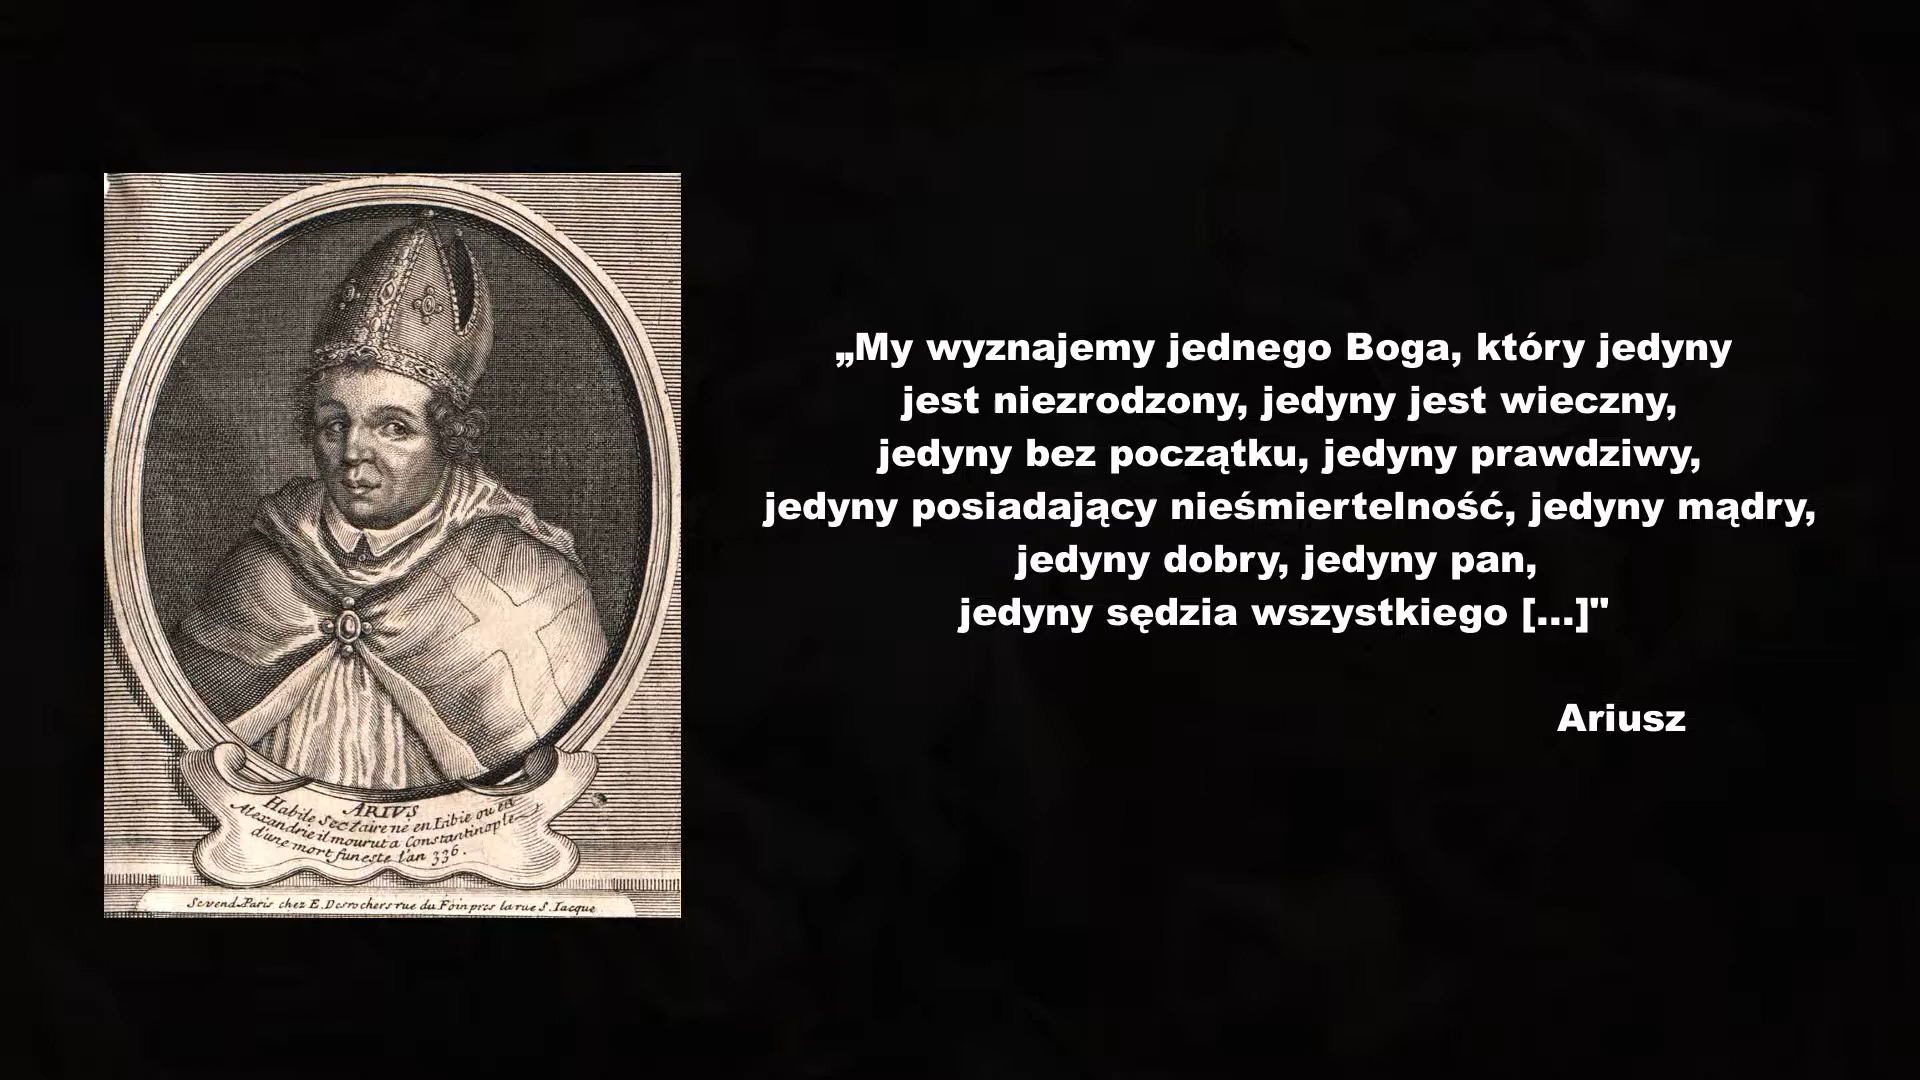 ARIVS
Habile Sectaire né en Libie ou en
Alexandrie il mourut a Constantinople
d'une mort funeste l'an 336.
Se vend AParis chez E. Desrochers rue du Foin pres la rue S. Jacque
„My wyznajemy jednego Boga, który jedyny
jest niezrodzony, jedyny jest wieczny,
jedyny bez początku, jedyny prawdziwy,
jedyny posiadający nieśmiertelność, jedyny mądry,
jedyny dobry, jedyny pan,
jedyny sędzia wszystkiego [...]"
Ariusz